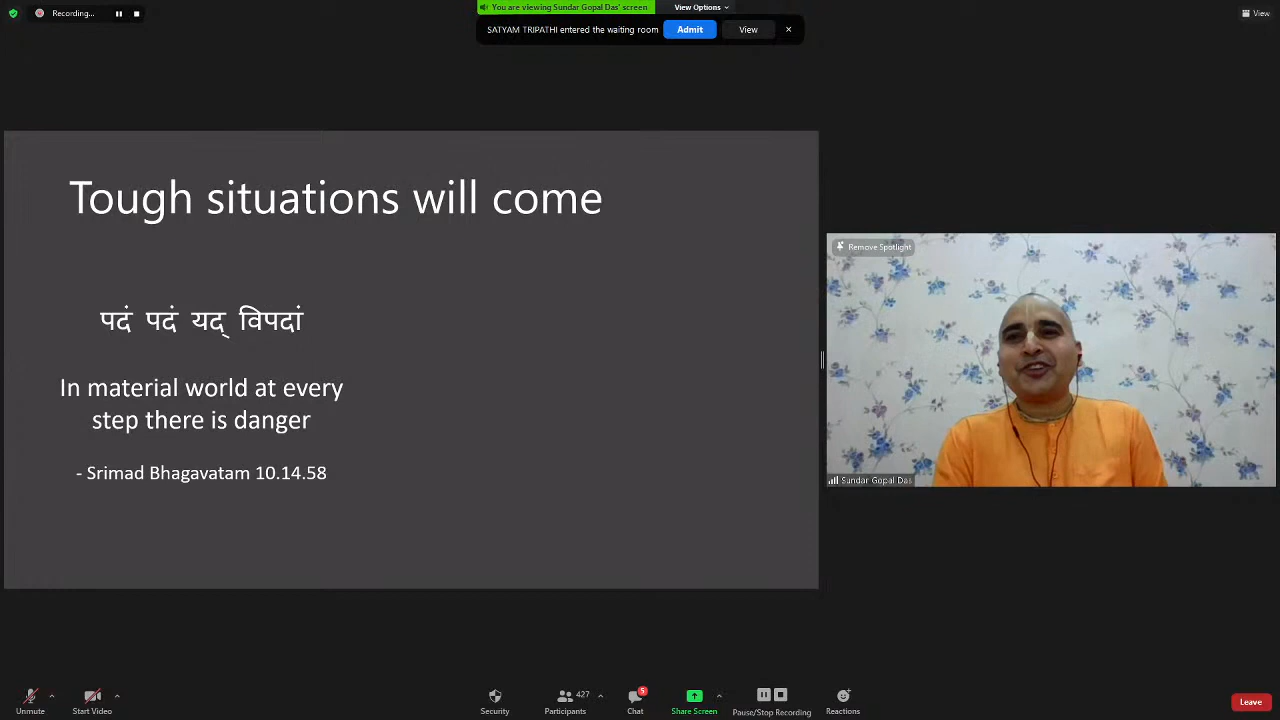 Recording...
You are viewing Sundar Gopal Das' screen
View Options
View
SATYAM TRIPATHI entered the waiting room
Admit
View
Tough situations will come
पदं पदं यद् विपदां
In material world at every
step there is danger
- Srimad Bhagavatam 10.14.58
Remove Spotlight
Sundar Gopal Das
Unmute
Start Video
Security
427
Participants
5
Chat
Share Screen
Pause/Stop Recording
Reactions
Leave